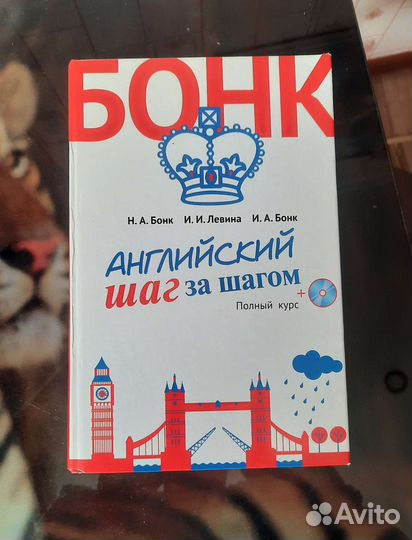 БОНК
Н. А. Бонк И. И. Левина И. А. Бонк
АНГЛИЙСКИЙ
шаг за шагом
+
Полный курс
Avito